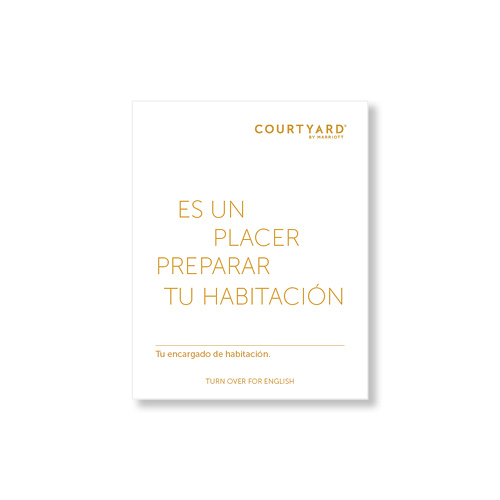 COURTYARD®
BY MARRIOTT
ES UN
PLACER
PREPARAR
TU HABITACIÓN
Tu encargado de habitación.
TURN OVER FOR ENGLISH